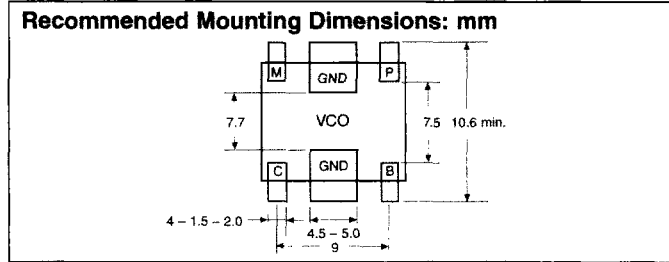 Recommended Mounting Dimensions: mm
M
GND
P
7.7
VCO
7.5
10.6 min.
C
GND
B
4 – 1.5 – 2.0
4.5 – 5.0
9